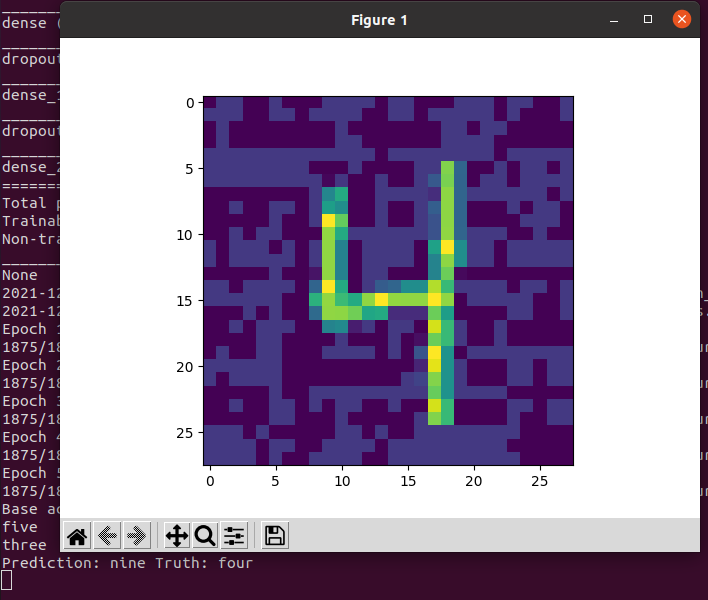 Figure 1
dense (
dropout
dense_1
dropout
dense_2
=======
Total p
Trainab
Non-tra
None
2021-12
2021-12
Epoch 1
1875/18
Epoch 2
1875/18
Epoch 3
1875/18
Epoch 4
1875/18
Epoch 5
1875/18
Base ac
five
three
Prediction: nine Truth: four
0
5
10
15
20
25
0 5 10 15 20 25